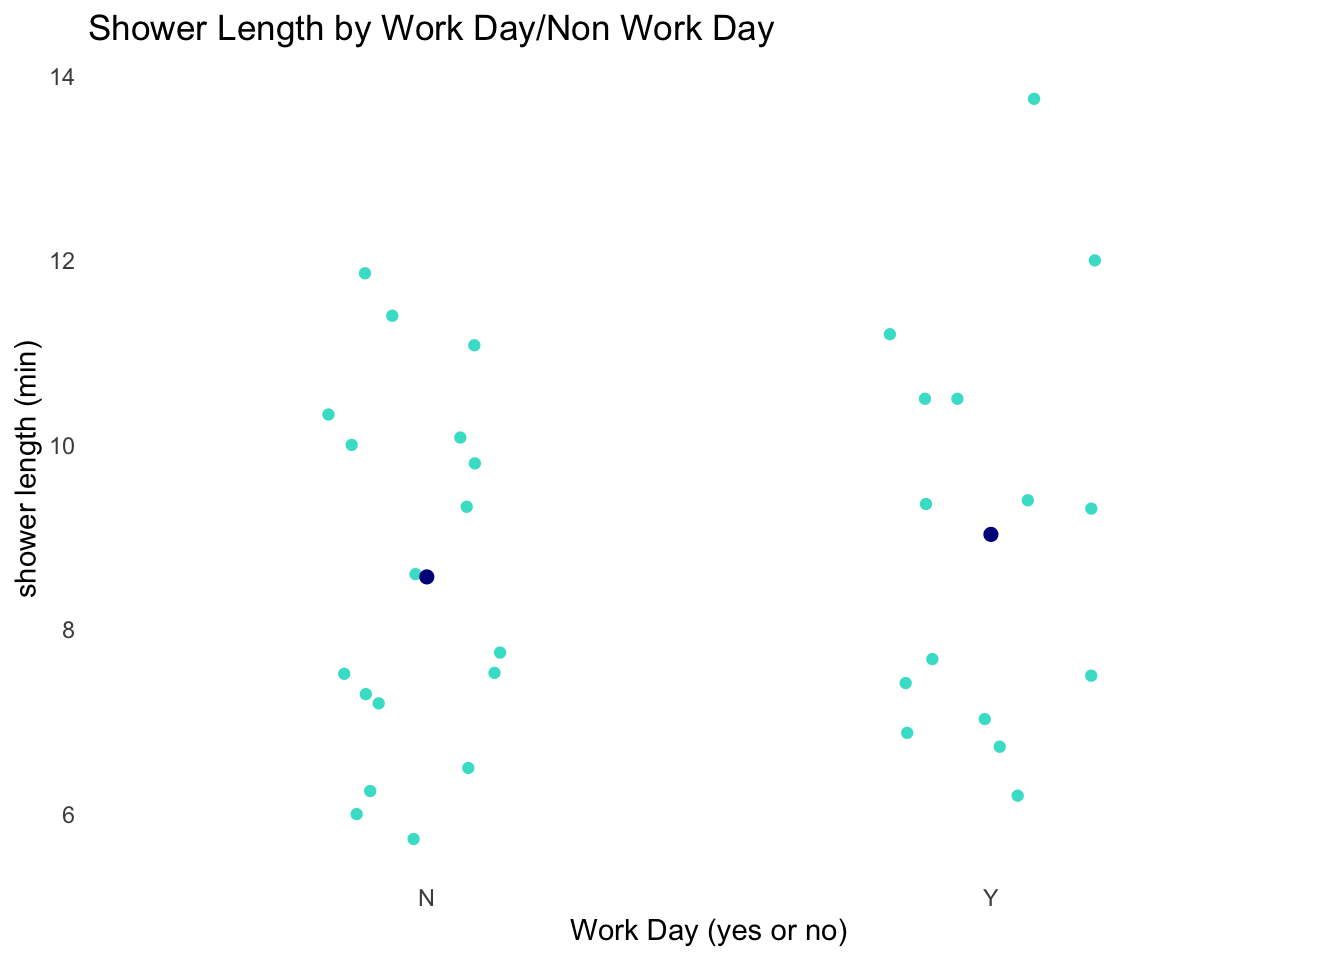 Shower Length by Work Day/Non Work Day
14
12
10
8
6
shower length (min)
N
Y
Work Day (yes or no)